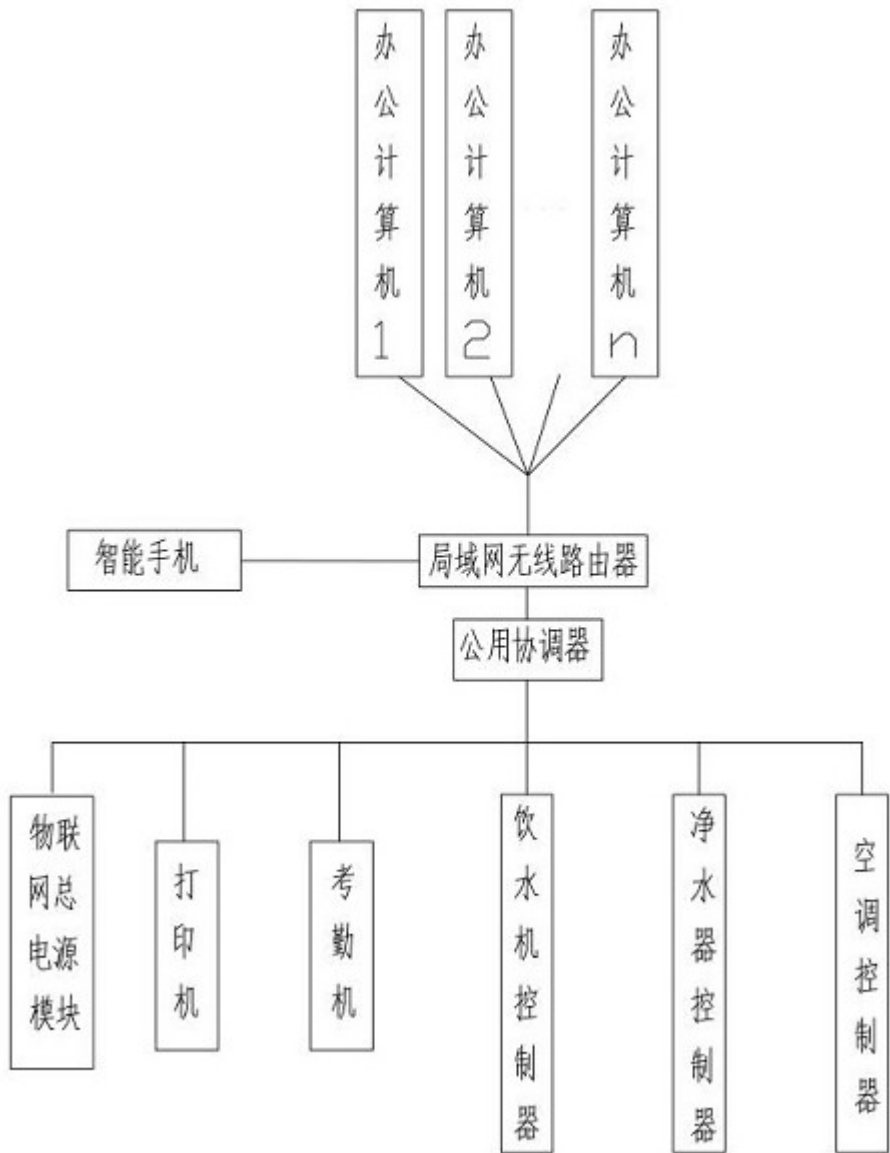 办公计算机1
办公计算机2
办公计算机n
智能手机
局域网无线路由器
公用协调器
物联网总电源模块
打印机
考勤机
饮水机控制器
净水器控制器
空调控制器